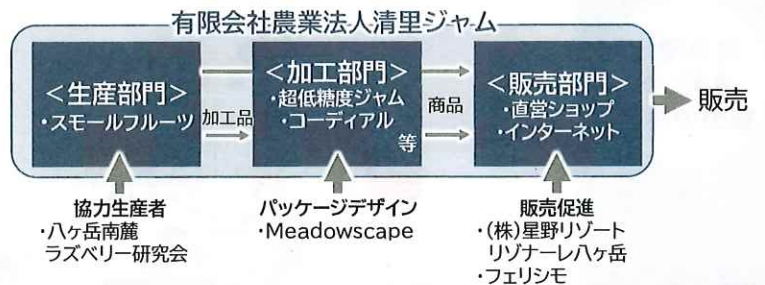 有限会社農業法人清里ジャム
<生産部門>
・スモールフルーツ
加工品
<加工部門>
・超低糖度ジャム
・コーディアル
等
商品
<販売部門>
・直営ショップ
・インターネット
販売
協力生産者
・八ヶ岳南麓
ラズベリー研究会
パッケージデザイン
・Meadowscape
販売促進
・(株)星野リゾート
リゾナーレ八ヶ岳
・フェリシモ